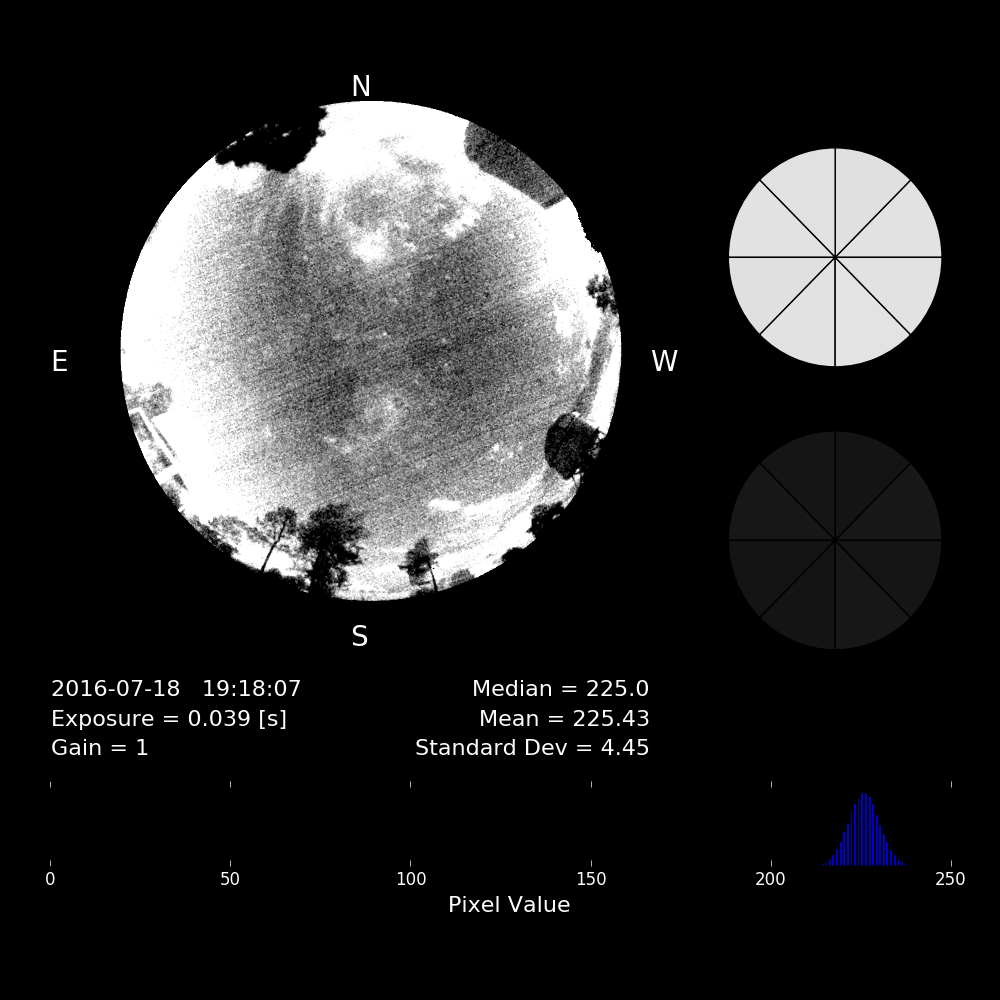 N
E
W
S
2016-07-18 19:18:07
Median = 225.0
Exposure = 0.039 [s]
Mean = 225.43
Gain = 1
Standard Dev = 4.45
0 50 100 150 200 250
Pixel Value